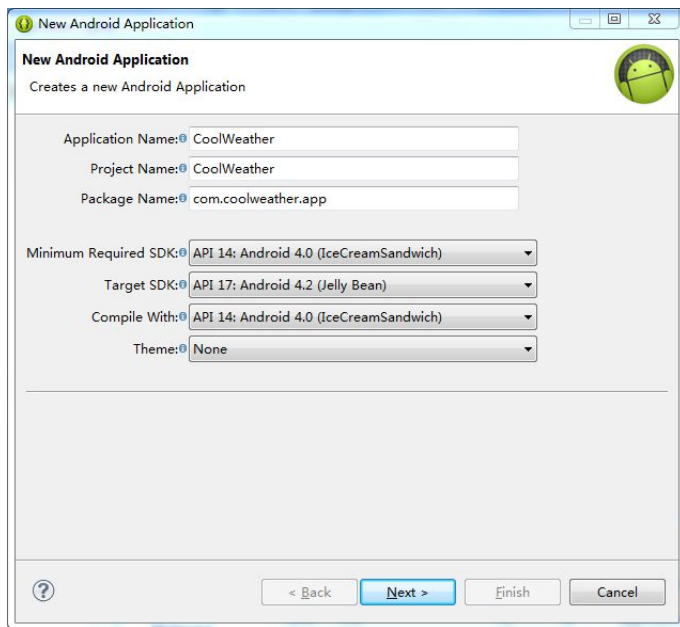 New Android Application
New Android Application
Creates a new Android Application
Application Name: CoolWeather
Project Name: CoolWeather
Package Name: com.coolweather.app
Minimum Required SDK: API 14: Android 4.0 (IceCreamSandwich)
Target SDK: API 17: Android 4.2 (Jelly Bean)
Compile With: API 14: Android 4.0 (IceCreamSandwich)
Theme: None
? < Back Next > Finish Cancel